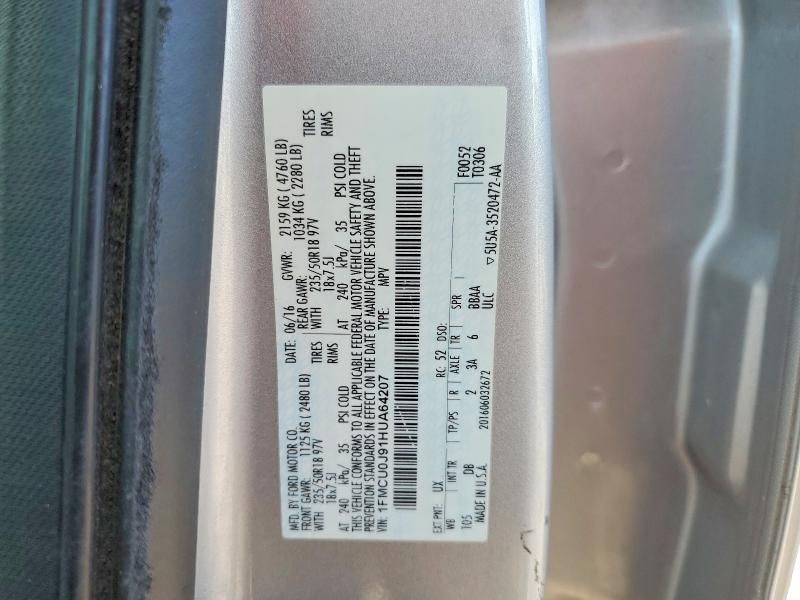 MFD. BY FORD MOTOR CO. DATE: 06/16 GVWR: 2159 KG ( 4760 LB)
FRONT GAWR: 1125 KG ( 2480 LB) REAR GAWR: 1034 KG ( 2280 LB)
WITH 235/50R18 97V TIRES WITH 235/50R18 97V TIRES
18x7.5J RIMS 18x7.5J RIMS
AT 240 kPa/ 35 PSI COLD AT 240 kPa/ 35 PSI COLD
THIS VEHICLE CONFORMS TO ALL APPLICABLE FEDERAL MOTOR VEHICLE SAFETY AND THEFT
PREVENTION STANDARDS IN EFFECT ON THE DATE OF MANUFACTURE SHOWN ABOVE.
VIN: 1FMCU0J91HUA64207 TYPE: MPV
EXT PNT: UX RC: 52 DSO: F0052
WB INT TR TP/PS R AXLE TR SPR T0306
105 DB 2 3A 6 BBAA
MADE IN U.S.A. 201606032672 ULC ▽5U5A-3520472-AA